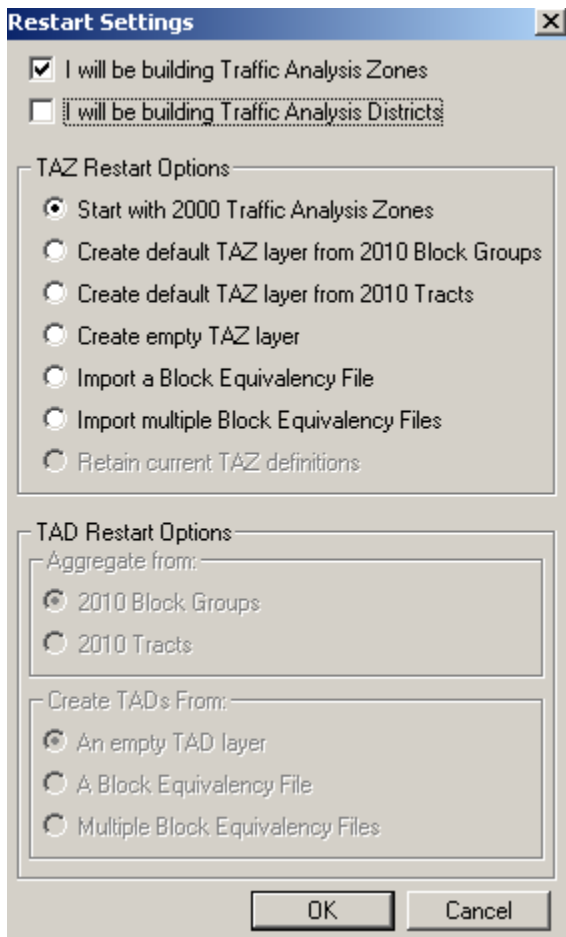 Restart Settings
I will be building Traffic Analysis Zones
I will be building Traffic Analysis Districts
TAZ Restart Options
Start with 2000 Traffic Analysis Zones
Create default TAZ layer from 2010 Block Groups
Create default TAZ layer from 2010 Tracts
Create empty TAZ layer
Import a Block Equivalency File
Import multiple Block Equivalency Files
Retain current TAZ definitions
TAD Restart Options
Aggregate from:
2010 Block Groups
2010 Tracts
Create TADs From:
An empty TAD layer
A Block Equivalency File
Multiple Block Equivalency Files
OK Cancel